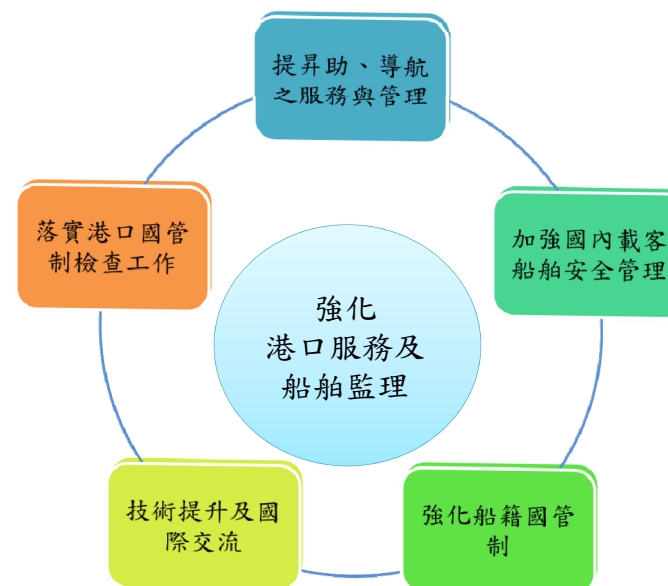 提昇助、導航
之服務與管理
加強國內載客
船舶安全管理
強化船籍國管
制
技術提升及國
際交流
落實港口國管
制檢查工作
強化
港口服務及
船舶監理